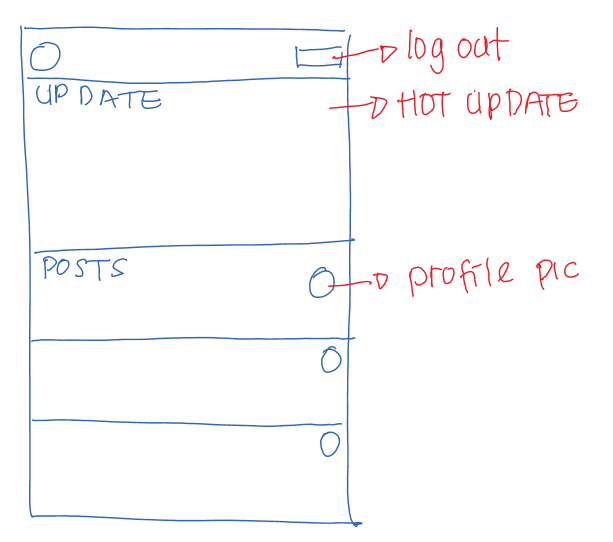 log out
UPDATE
HOT UPDATE
POSTS
profile pic